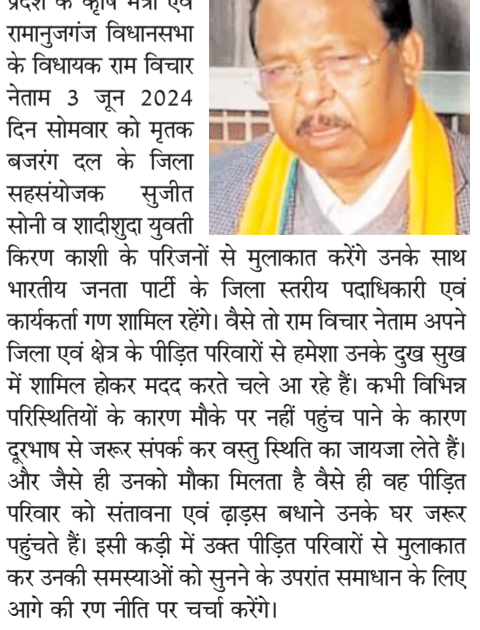 प्रदेश के कृषि मंत्री एवं
रामानुजगंज विधानसभा
के विधायक राम विचार
नेताम 3 जून 2024
दिन सोमवार को मृतक
बजरंग दल के जिला
सहसंयोजक सुजीत
सोनी व शादीशुदा युवती
किरण काशी के परिजनों से मुलाकात करेंगे उनके साथ
भारतीय जनता पार्टी के जिला स्तरीय पदाधिकारी एवं
कार्यकर्ता गण शामिल रहेंगे। वैसे तो राम विचार नेताम अपने
जिला एवं क्षेत्र के पीड़ित परिवारों से हमेशा उनके दुख सुख
में शामिल होकर मदद करते चले आ रहे हैं। कभी विभिन्न
परिस्थितियों के कारण मौके पर नहीं पहुंच पाने के कारण
दूरभाष से जरूर संपर्क कर वस्तु स्थिति का जायजा लेते हैं।
और जैसे ही उनको मौका मिलता है वैसे ही वह पीड़ित
परिवार को संतावना एवं ढ़ाड़स बधाने उनके घर जरूर
पहुंचते हैं। इसी कड़ी में उक्त पीड़ित परिवारों से मुलाकात
कर उनकी समस्याओं को सुनने के उपरांत समाधान के लिए
आगे की रण नीति पर चर्चा करेंगे।